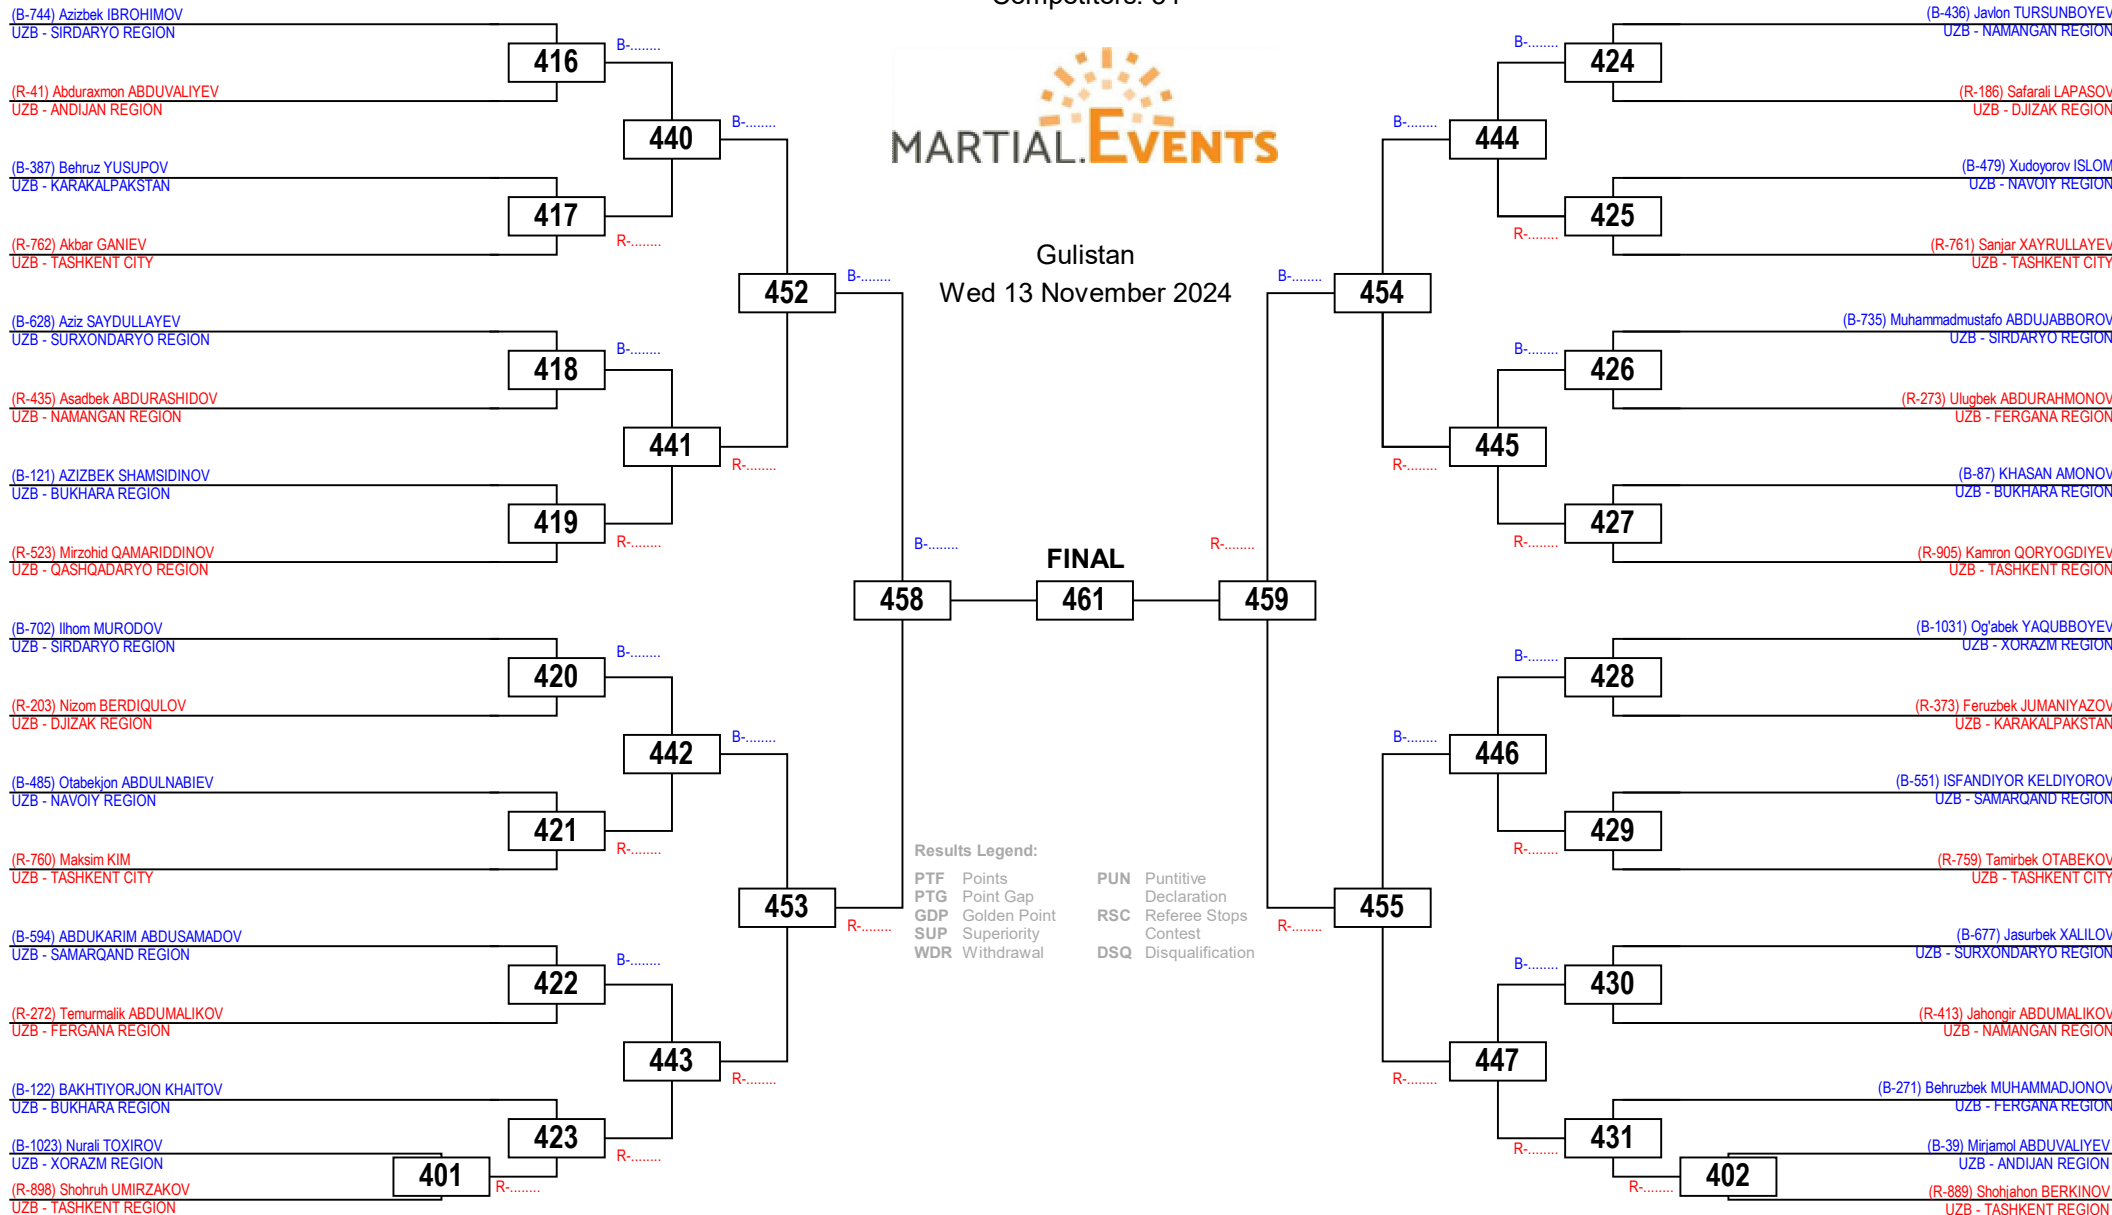 Competitors: 34
(B-744) Azizbek IBROHIMOV
UZB - SIRDARYO REGION
416
B-........
(R-41) Abduraxmon ABDUVALIYEV
UZB - ANDIJAN REGION
440
B-........
(B-387) Behruz YUSUPOV
UZB - KARAKALPAKSTAN
417
R-........
(R-762) Akbar GANIEV
UZB - TASHKENT CITY
452
B-........
(B-628) Aziz SAYDULLAYEV
UZB - SURXONDARYO REGION
418
B-........
(R-435) Asadbek ABDURASHIDOV
UZB - NAMANGAN REGION
441
R-........
(B-121) AZIZBEK SHAMSIDINOV
UZB - BUKHARA REGION
419
R-........
(R-523) Mirzohid QAMARIDDINOV
UZB - QASHQADARYO REGION
458
B-........
(B-702) Ilhom MURODOV
UZB - SIRDARYO REGION
420
B-........
(R-203) Nizom BERDIQULOV
UZB - DJIZAK REGION
442
B-........
(B-485) Otabekjon ABDULNABIEV
UZB - NAVOIY REGION
421
R-........
(R-760) Maksim KIM
UZB - TASHKENT CITY
453
R-........
(B-594) ABDUKARIM ABDUSAMADOV
UZB - SAMARQAND REGION
422
B-........
(R-272) Temurmalik ABDUMALIKOV
UZB - FERGANA REGION
443
R-........
(B-122) BAKHTIYORJON KHAITOV
UZB - BUKHARA REGION
423
R-........
(B-1023) Nurali TOXIROV
UZB - XORAZM REGION
401
R-........
(R-898) Shohruh UMIRZAKOV
UZB - TASHKENT REGION
MARTIAL.EVENTS
Gulistan
Wed 13 November 2024
FINAL
461
Results Legend:
PTF Points
PTG Point Gap
GDP Golden Point
SUP Superiority
WDR Withdrawal
PUN Puntitive
Declaration
RSC Referee Stops
Contest
DSQ Disqualification
(B-436) Javlon TURSUNBOYEV
UZB - NAMANGAN REGION
B-........
424
(R-186) Safarali LAPASOV
UZB - DJIZAK REGION
B-........
444
(B-479) Xudoyorov ISLOM
UZB - NAVOIY REGION
425
R-........
(R-761) Sanjar XAYRULLAYEV
UZB - TASHKENT CITY
B-........
454
(B-735) Muhammadmustafo ABDUJABBOROV
UZB - SIRDARYO REGION
B-........
426
(R-273) Ulugbek ABDURAHMONOV
UZB - FERGANA REGION
445
R-........
(B-87) KHASAN AMONOV
UZB - BUKHARA REGION
427
R-........
(R-905) Kamron QORYOGDIYEV
UZB - TASHKENT REGION
R-........
459
(B-1031) Og'abek YAQUBBOYEV
UZB - XORAZM REGION
B-........
428
(R-373) Feruzbek JUMANIYAZOV
UZB - KARAKALPAKSTAN
B-........
446
(B-551) ISFANDIYOR KELDIYOROV
UZB - SAMARQAND REGION
429
R-........
(R-759) Tamirbek OTABEKOV
UZB - TASHKENT CITY
455
R-........
(B-677) Jasurbek XALILOV
UZB - SURXONDARYO REGION
B-........
430
(R-413) Jahongir ABDUMALIKOV
UZB - NAMANGAN REGION
447
R-........
(B-271) Behruzbek MUHAMMADJONOV
UZB - FERGANA REGION
431
R-........
(B-39) Mirjamol ABDUVALIYEV
UZB - ANDIJAN REGION
402
R-........
(R-889) Shohjahon BERKINOV
UZB - TASHKENT REGION